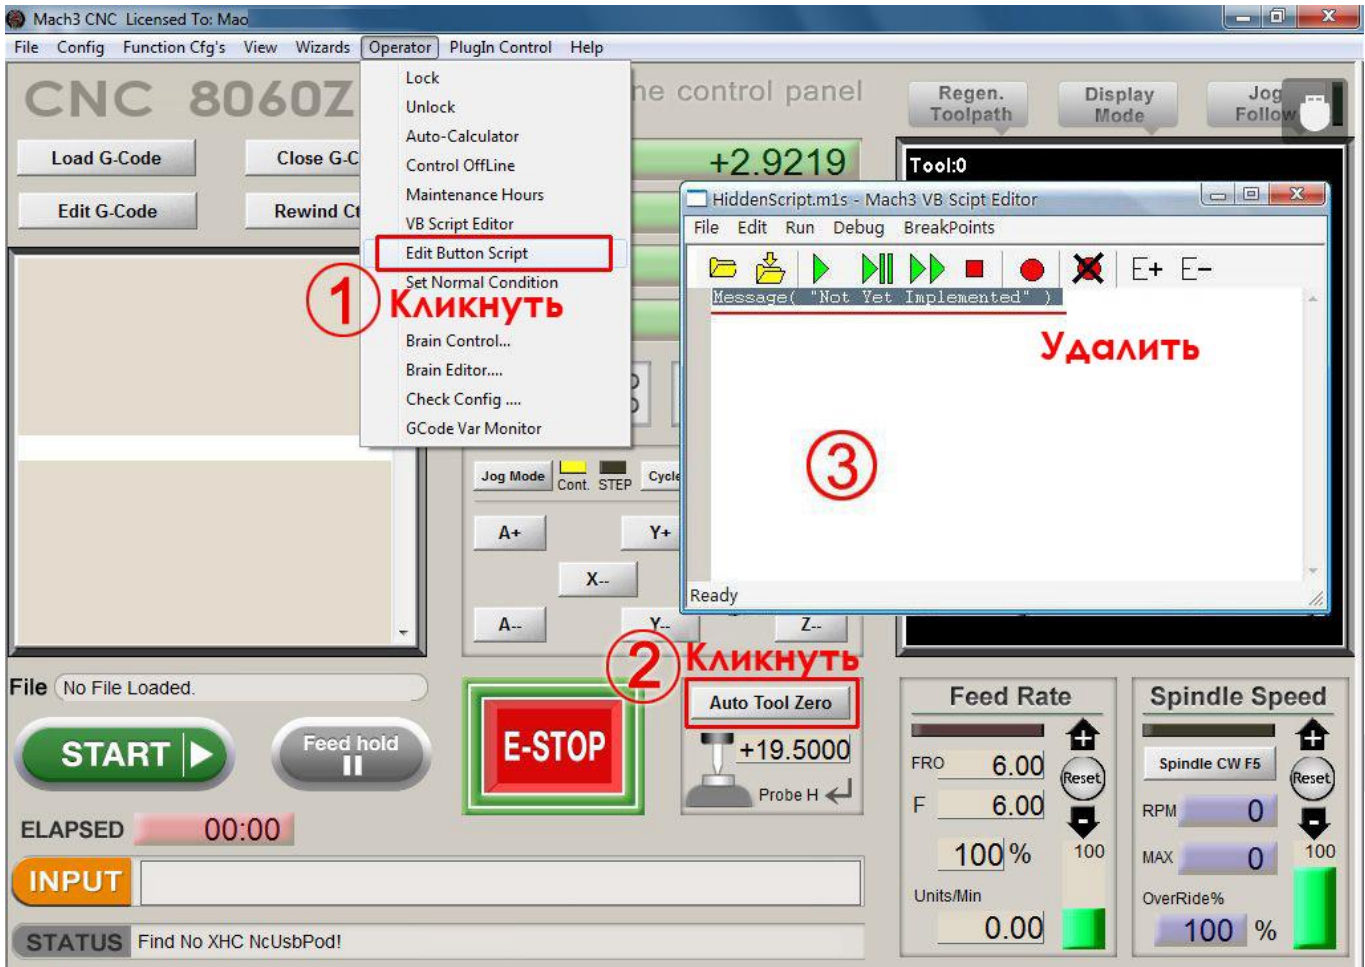 Mach3 CNC Licensed To: Mao
File Config Function Cfg's View Wizards Operator PlugIn Control Help
CNC 8060Z
ne control panel
Regen. Toolpath
Display Mode
Jog Follow
Load G-Code
Close G-C
Edit G-Code
Rewind Ct
Lock
Unlock
Auto-Calculator
Control OffLine
Maintenance Hours
VB Script Editor
Edit Button Script
Set Normal Condition
Brain Control...
Brain Editor....
Check Config ....
GCode Var Monitor
1 Кликнуть
+2.9219
Tool:0
HiddenScript.m1s - Mach3 VB Scipt Editor
File Edit Run Debug BreakPoints
E+ E-
Message( "Not Yet Implemented" )
Удалить
3
Ready
Jog Mode
Cont. STEP
Cycle
A+
Y+
X--
A--
Y--
Z--
2 Кликнуть
File No File Loaded.
START
Feed hold
E-STOP
Auto Tool Zero
+19.5000
Probe H
ELAPSED 00:00
INPUT
STATUS Find No XHC NcUsbPod!
Feed Rate
FRO 6.00
Reset
F 6.00
100 %
100
Units/Min
0.00
Spindle Speed
Spindle CW F5
Reset
RPM 0
MAX 0
100
OverRide%
100 %